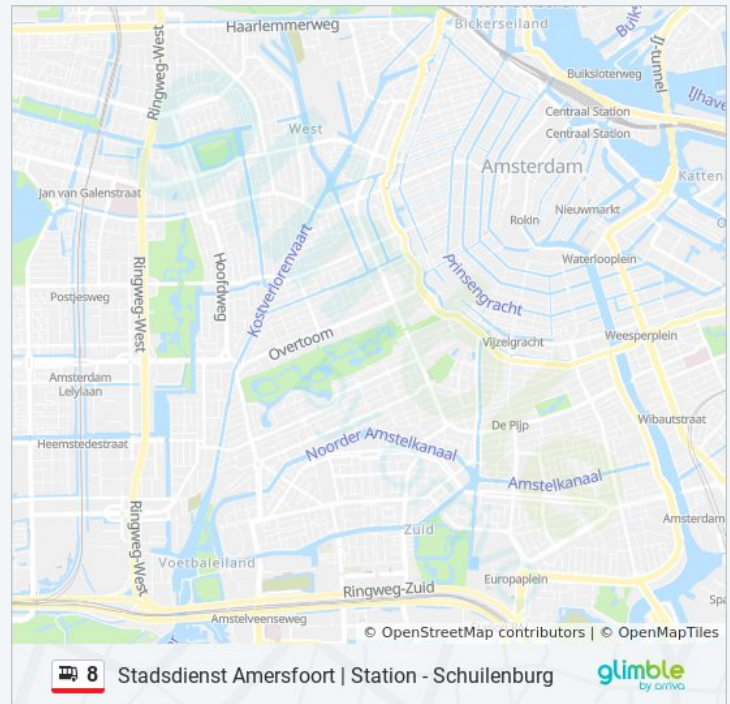 Haarlemmerweg
Bickerseiland
Buiks
IJ-tunnel
Ringweg-West
Buiksloterweg
IJhave
Centraal Station
Centraal Station
West
Amsterdam
Katten
Jan van Galenstraat
Nieuwmarkt
Rokin
O
Kostverlorenvaart
Hoofdweg
Prinsengracht
Waterlooplein
Ringweg-West
Postjesweg
Overtoom
Vijzelgracht
Weesperplein
Amsterdam
Lelylaan
De Pijp
Wibautstraat
Heemstedestraat
Noorder Amstelkanaal
Amstelkanaal
Ringweg-West
Zuid
Amsterdam
Voetbaleiland
Europaplein
Ringweg-Zuid
Spa
Amstelveenseweg
© OpenStreetMap contributors | © OpenMapTiles
8 Stadsdienst Amersfoort | Station - Schuilenburg
glimble
by arriva